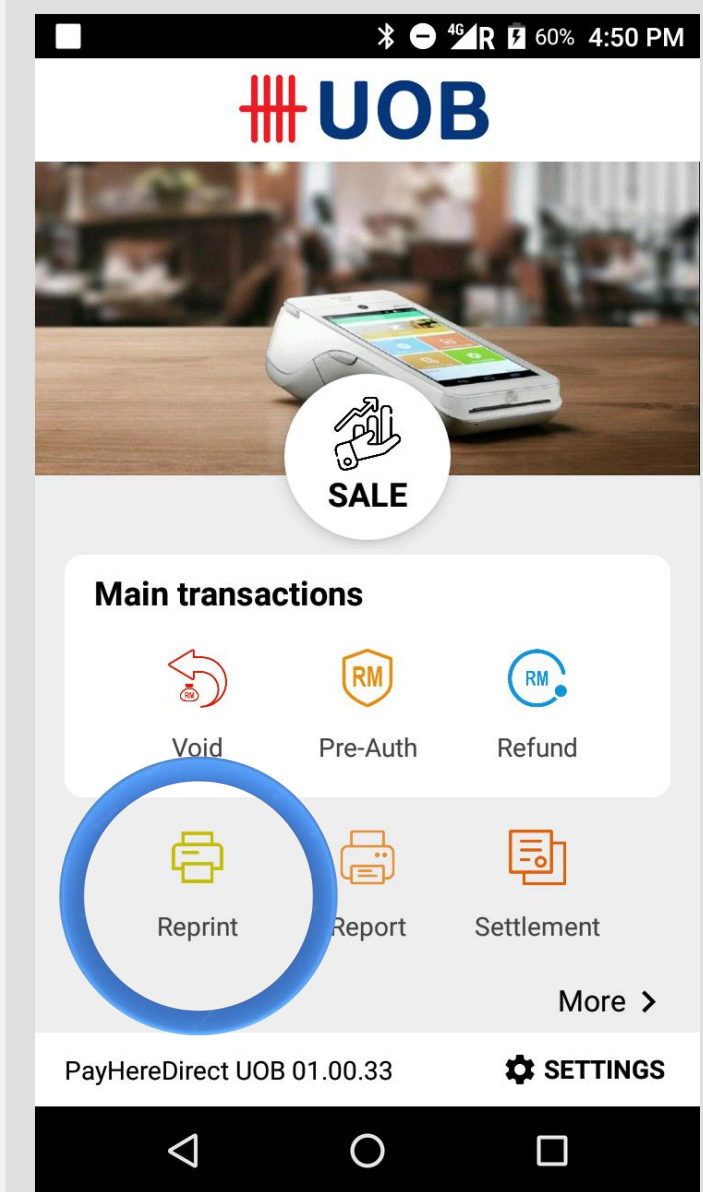 4G R 60% 4:50 PM
UOB
SALE
Main transactions
RM RM RM
Void Pre-Auth Refund
Reprint Report Settlement
More >
PayHereDirect UOB 01.00.33 SETTINGS